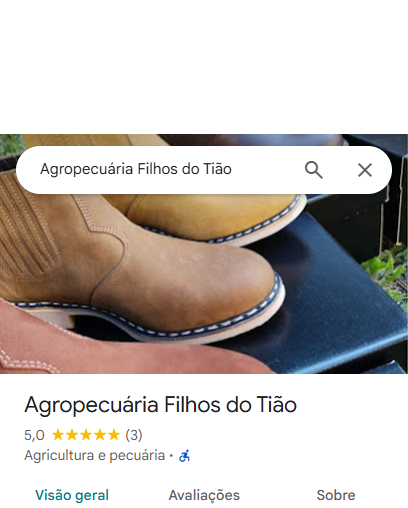 Agropecuária Filhos do Tião
Agropecuária Filhos do Tião
5,0 (3)
Agricultura e pecuária ·
Visão geral Avaliações Sobre